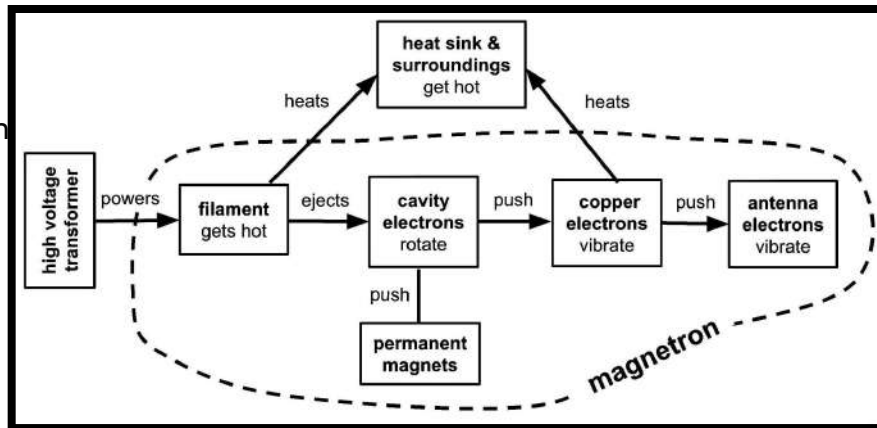 heat sink &
surroundings
get hot
heats
heats
n
high voltage
transformer
powers
filament
gets hot
ejects
cavity
electrons
rotate
push
copper
electrons
vibrate
push
antenna
electrons
vibrate
push
permanent
magnets
magnetron